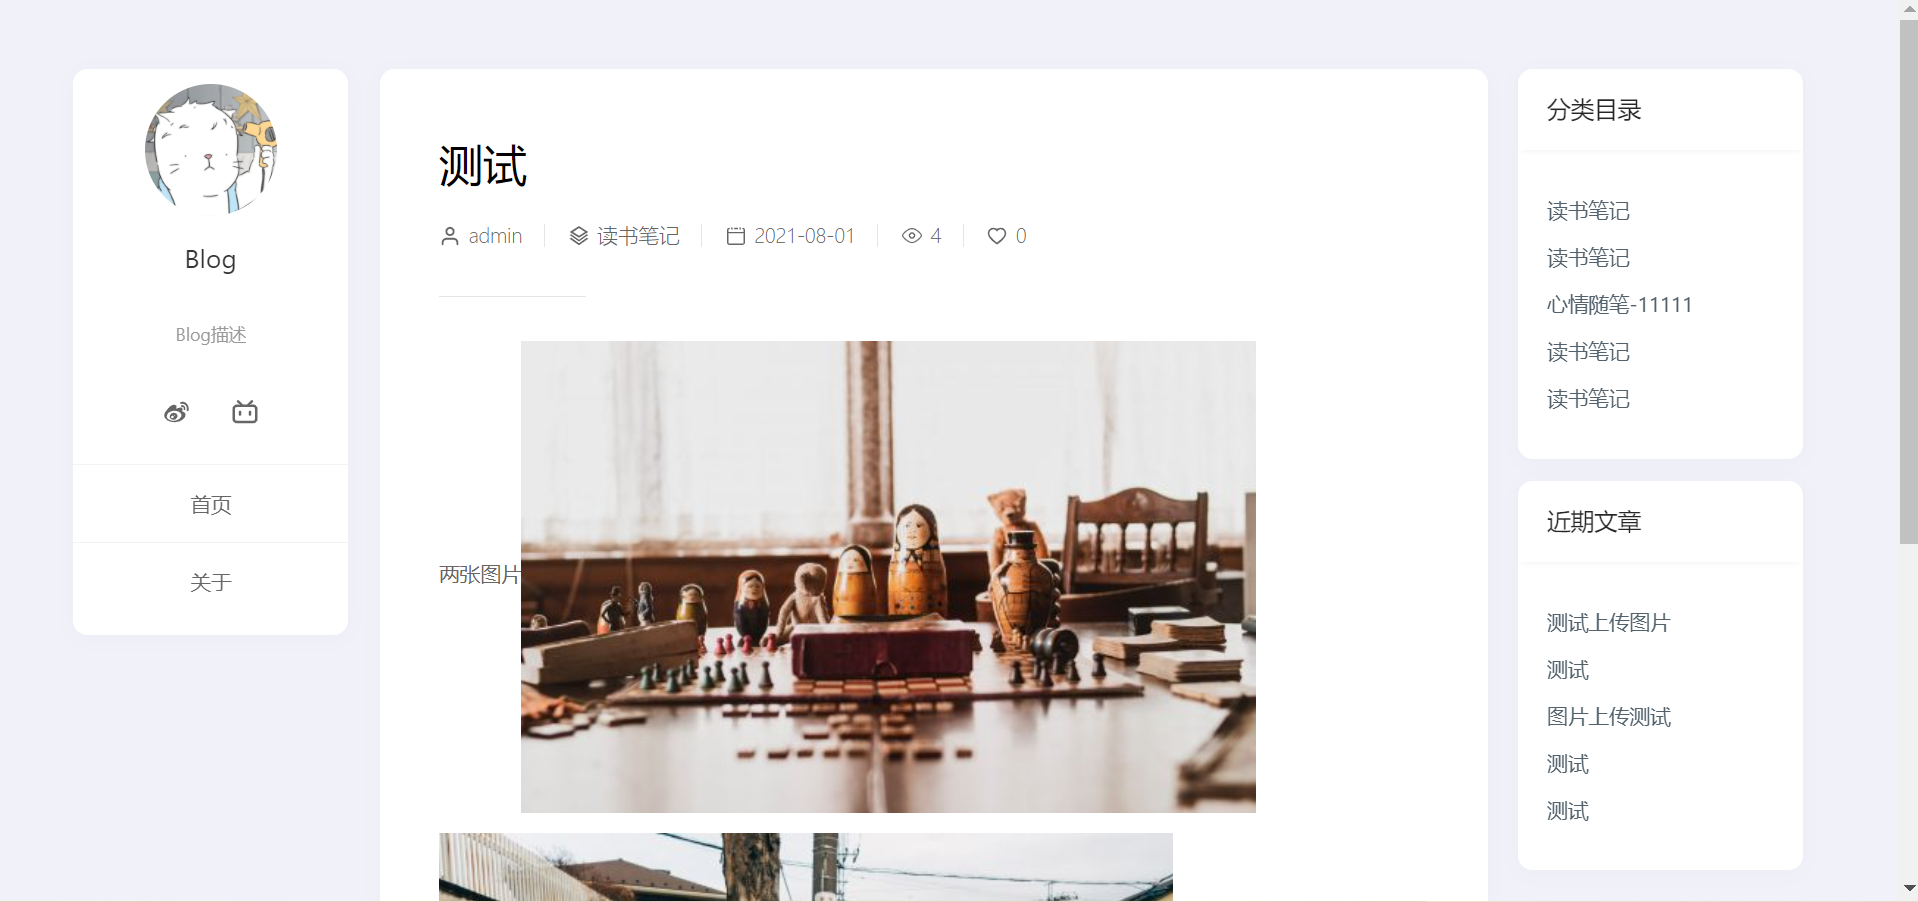 Blog
Blog描述
首页
关于
测试
admin 读书笔记 2021-08-01 4 0
两张图片
分类目录
读书笔记
读书笔记
心情随笔-11111
读书笔记
读书笔记
近期文章
测试上传图片
测试
图片上传测试
测试
测试